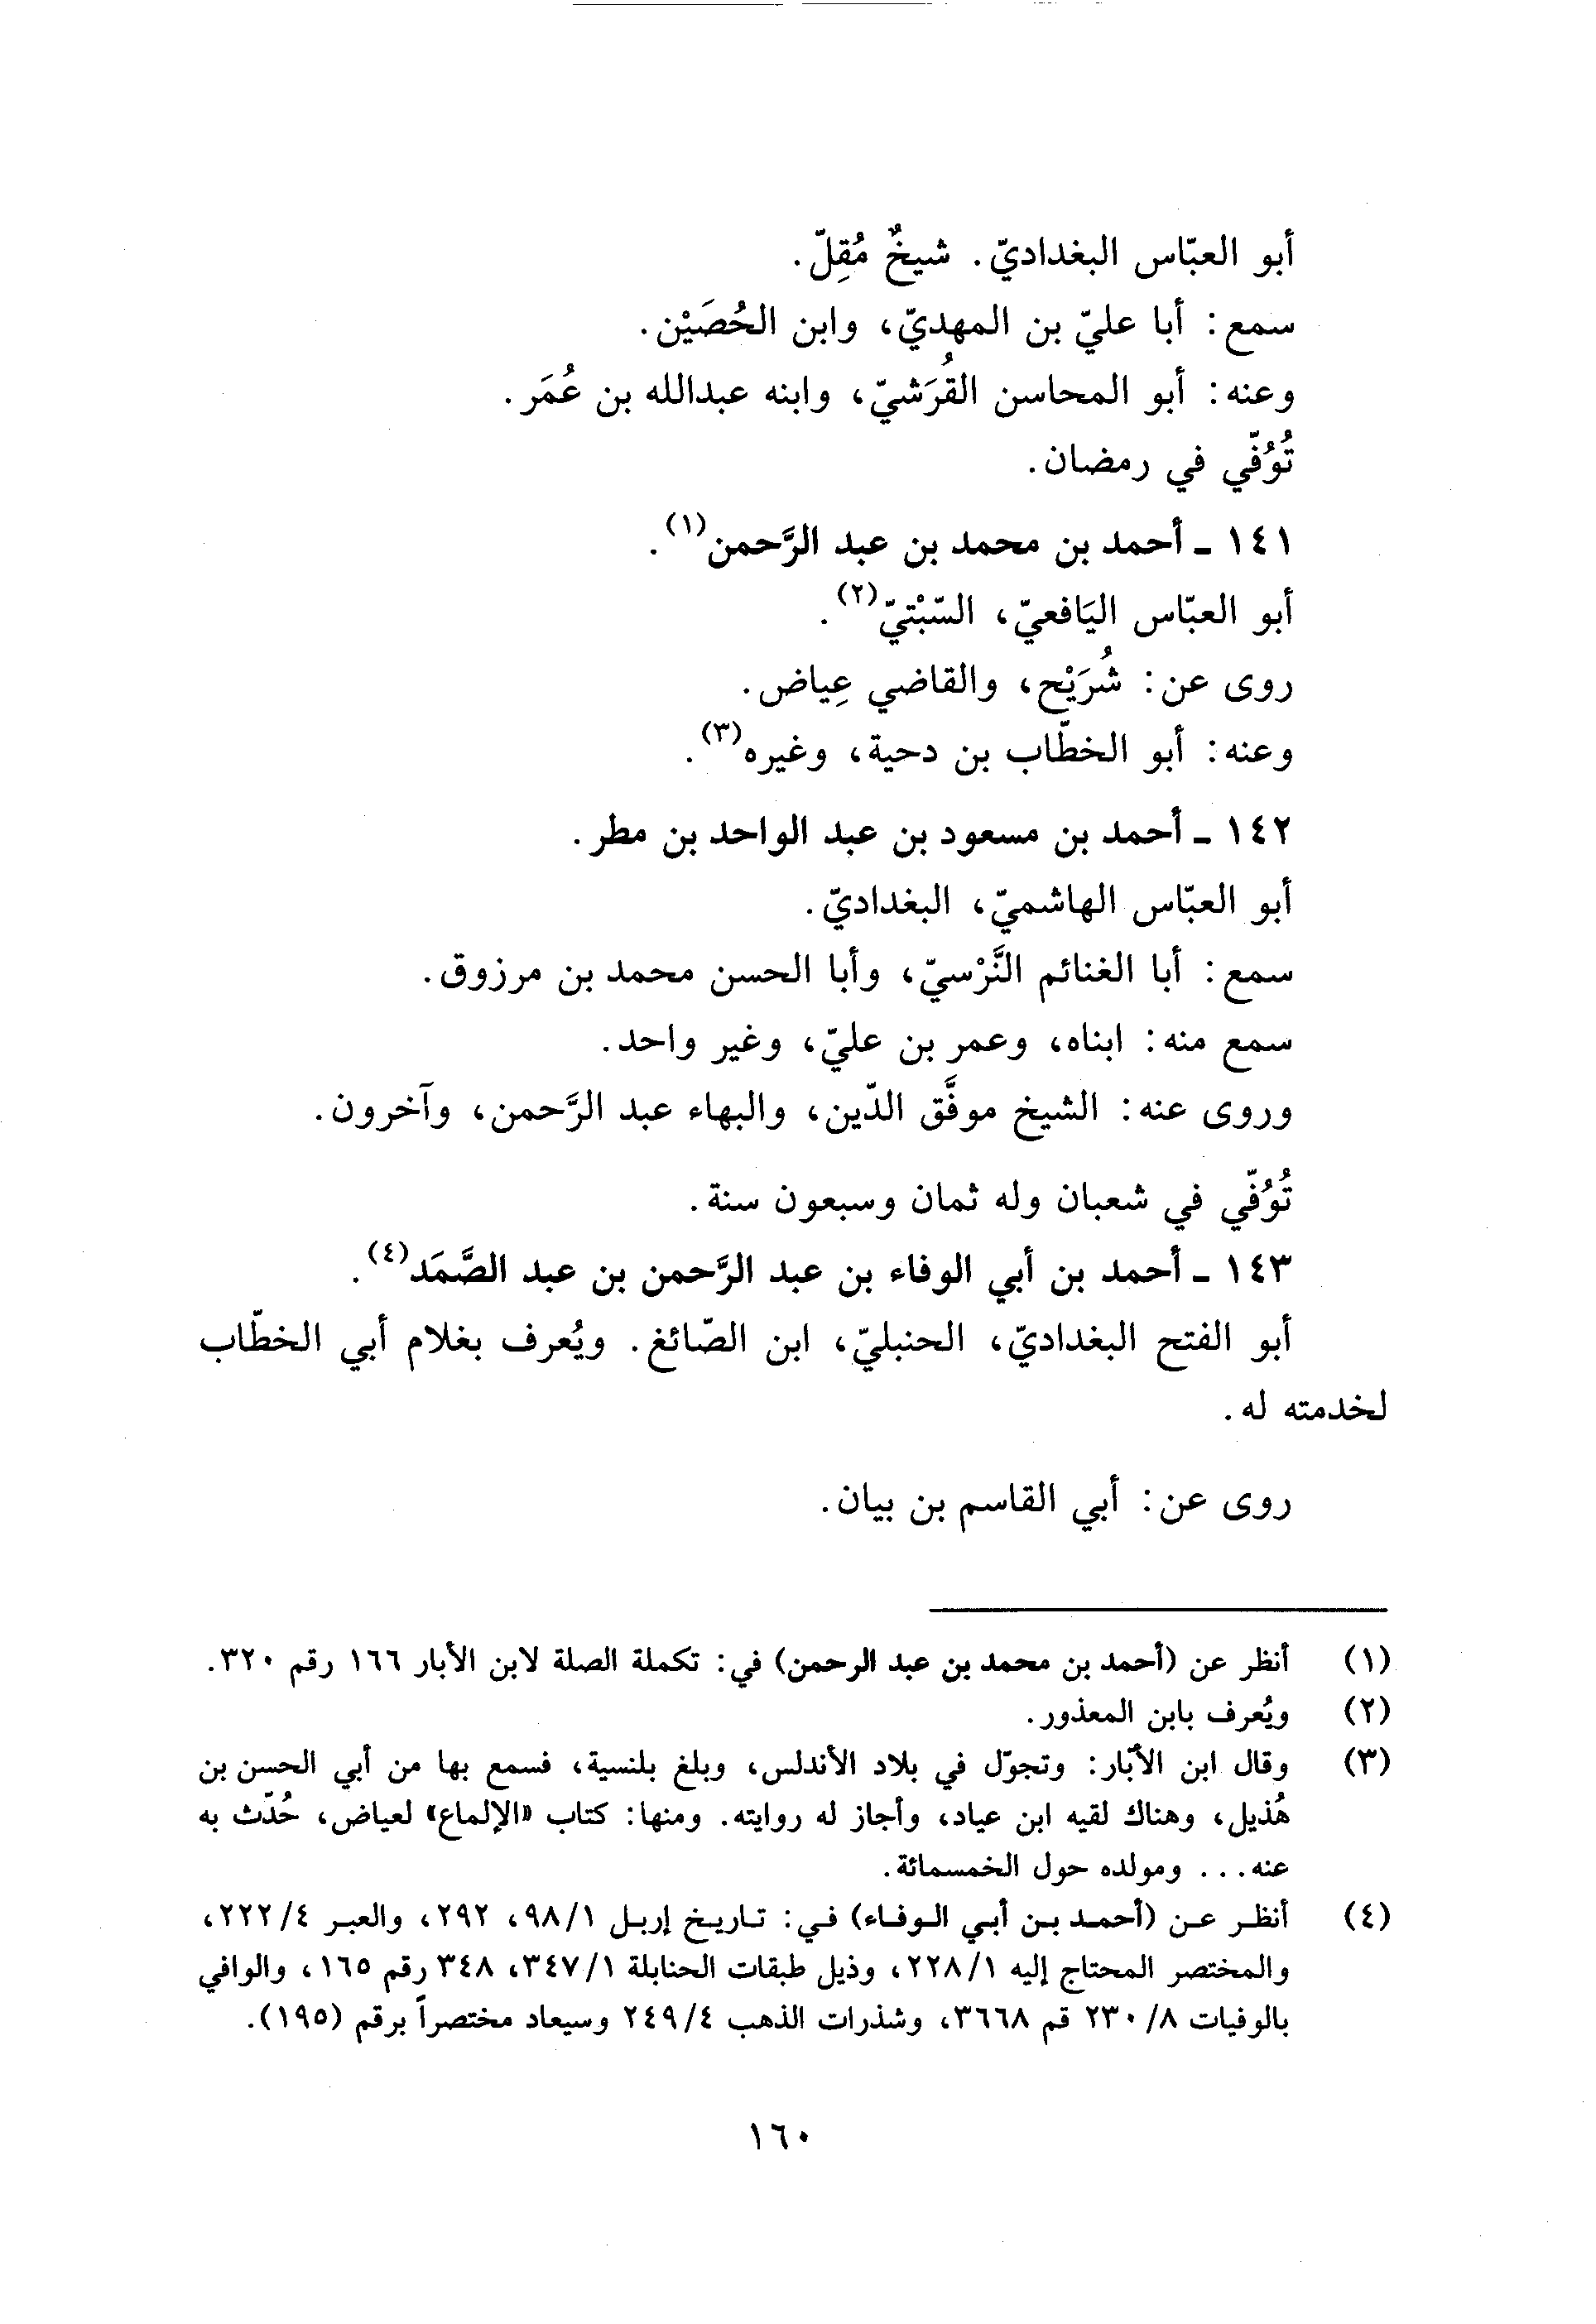 أبو العبّاس البغداديّ. شيخٌ مُقِلّ.
سمع: أبا عليّ بن المهديّ، وابن الحُصَيْن.
وعنه: أبو المحاسن القُرَشيّ، وابنه عبدالله بن عُمَر.
تُوُفّي في رمضان.
١٤١ ـ أحمد بن محمد بن عبد الرَّحمن(١).
أبو العبّاس اليَافعيّ، السّبْتيّ(٢).
روى عن: شُرَيْح، والقاضي عِياض.
وعنه: أبو الخطّاب بن دحية، وغيره(٣).
١٤٢ ـ أحمد بن مسعود بن عبد الواحد بن مطر.
أبو العبّاس الهاشميّ، البغداديّ.
سمع: أبا الغنائم النَّرْسيّ، وأبا الحسن محمد بن مرزوق.
سمع منه: ابناه، وعمر بن عليّ، وغير واحد.
وروى عنه: الشيخ موفَّق الدّين، والبهاء عبد الرَّحمن، وآخرون.
تُوُفّي في شعبان وله ثمان وسبعون سنة.
١٤٣ ـ أحمد بن أبي الوفاء بن عبد الرَّحمن بن عبد الصَّمَد(٤).
أبو الفتح البغداديّ، الحنبليّ، ابن الصّائغ. ويُعرف بغلام أبي الخطّاب
لخدمته له.
روى عن: أبي القاسم بن بيان.
(١) أنظر عن (أحمد بن محمد بن عبد الرحمن) في: تكملة الصلة لابن الأبار ١٦٦ رقم ٣٢٠.
(٢) ويُعرف بابن المعذور.
(٣) وقال ابن الأبّار: وتجوّل في بلاد الأندلس، وبلغ بلنسية، فسمع بها من أبي الحسن بن
هُذيل، وهناك لقيه ابن عياد، وأجاز له روايته. ومنها: كتاب «الإلماع» لعياض، حُدّث به
عنه... ومولده حول الخمسمائة.
(٤) أنظر عن (أحمد بن أبي الوفاء) في: تاريخ إربل ٩٨/١، ٢٩٢، والعبر ٢٢٢/٤،
والمختصر المحتاج إليه ٢٢٨/١، وذيل طبقات الحنابلة ٣٤٧/١، ٣٤٨ رقم ١٦٥، والوافي
بالوفيات ٢٣٠/٨ قم ٣٦٦٨، وشذرات الذهب ٢٤٩/٤ وسيعاد مختصراً برقم (١٩٥).
١٦٠